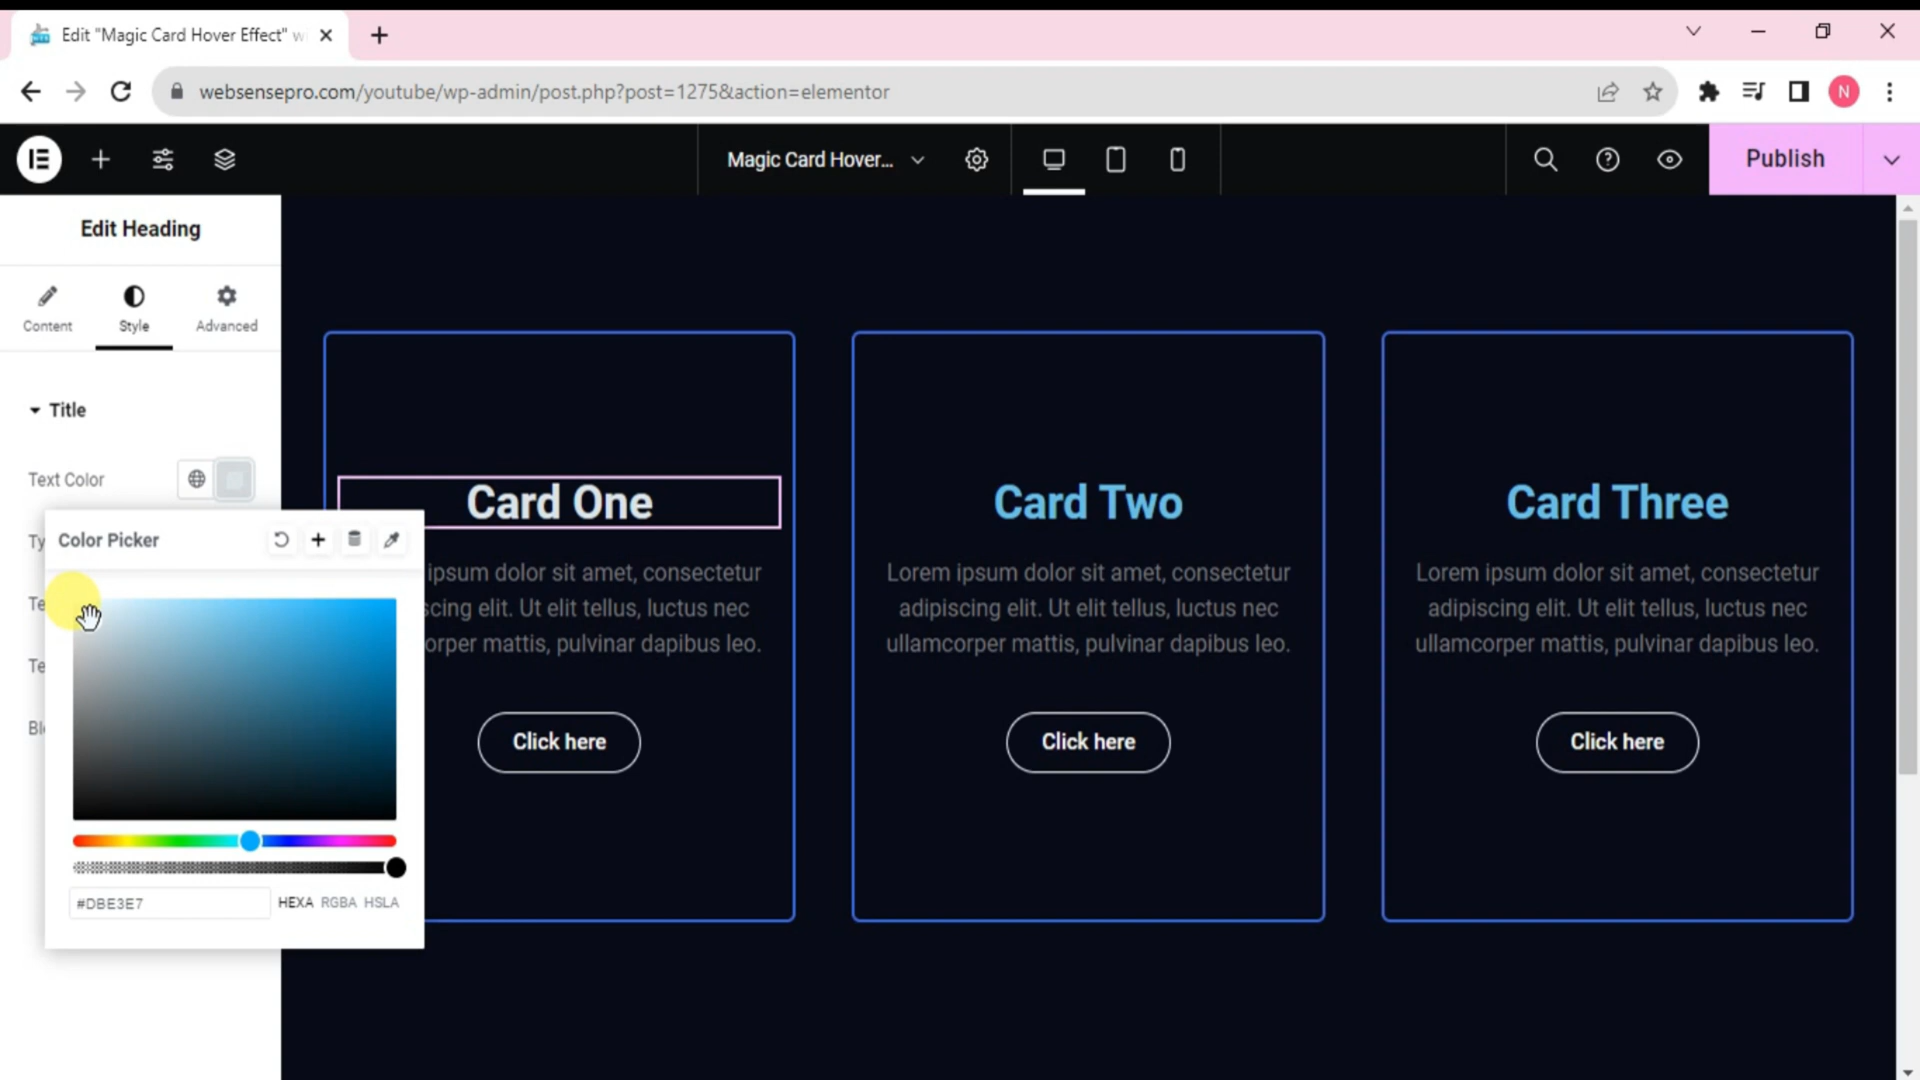 Edit "Magic Card Hover Effect" w
websensepro.com/youtube/wp-admin/post.php?post=1275&action=elementor
N
Magic Card Hover...
Publish
Edit Heading
Content
Style
Advanced
Title
Text Color
Ty
Te
Te
Bl
Color Picker
#DBE3E7
HEXA RGBA HSLA
Card One
ipsum dolor sit amet, consectetur
scing elit. Ut elit tellus, luctus nec
orper mattis, pulvinar dapibus leo.
Click here
Card Two
Lorem ipsum dolor sit amet, consectetur
adipiscing elit. Ut elit tellus, luctus nec
ullamcorper mattis, pulvinar dapibus leo.
Click here
Card Three
Lorem ipsum dolor sit amet, consectetur
adipiscing elit. Ut elit tellus, luctus nec
ullamcorper mattis, pulvinar dapibus leo.
Click here